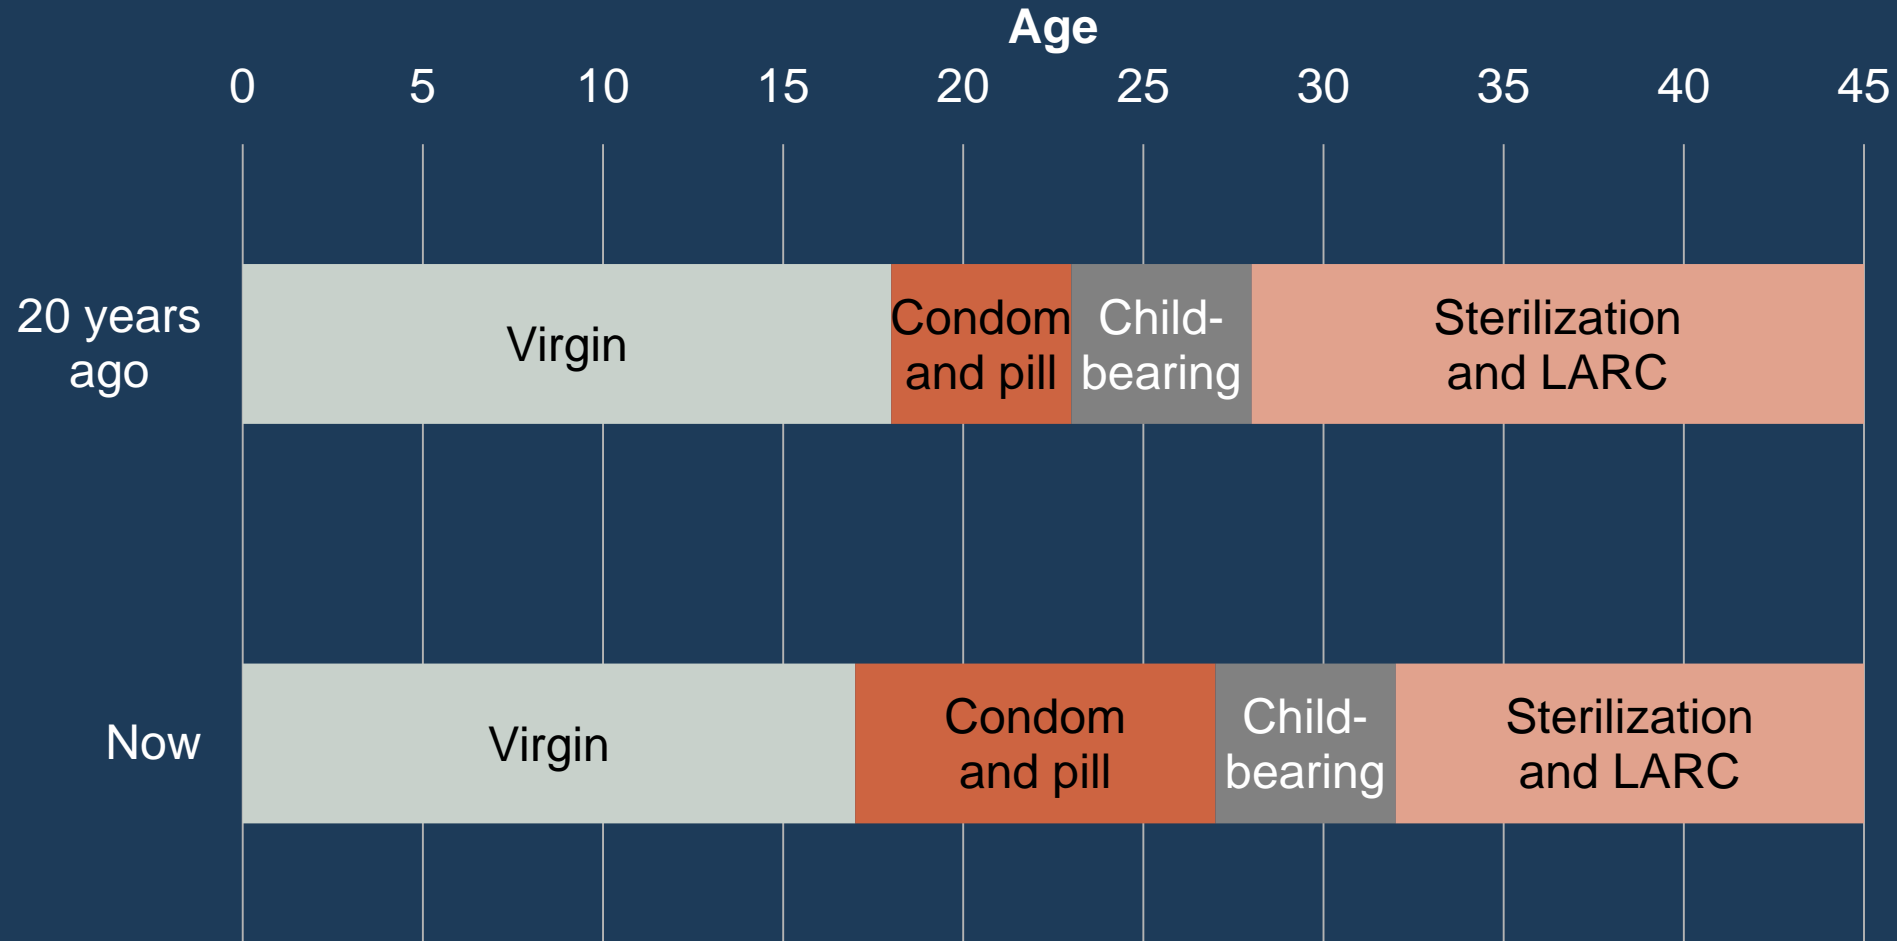 Age
0 5 10 15 20 25 30 35 40 45
20 years
ago
Virgin
Condom
and pill
Child-
bearing
Sterilization
and LARC
Now
Virgin
Condom
and pill
Child-
bearing
Sterilization
and LARC